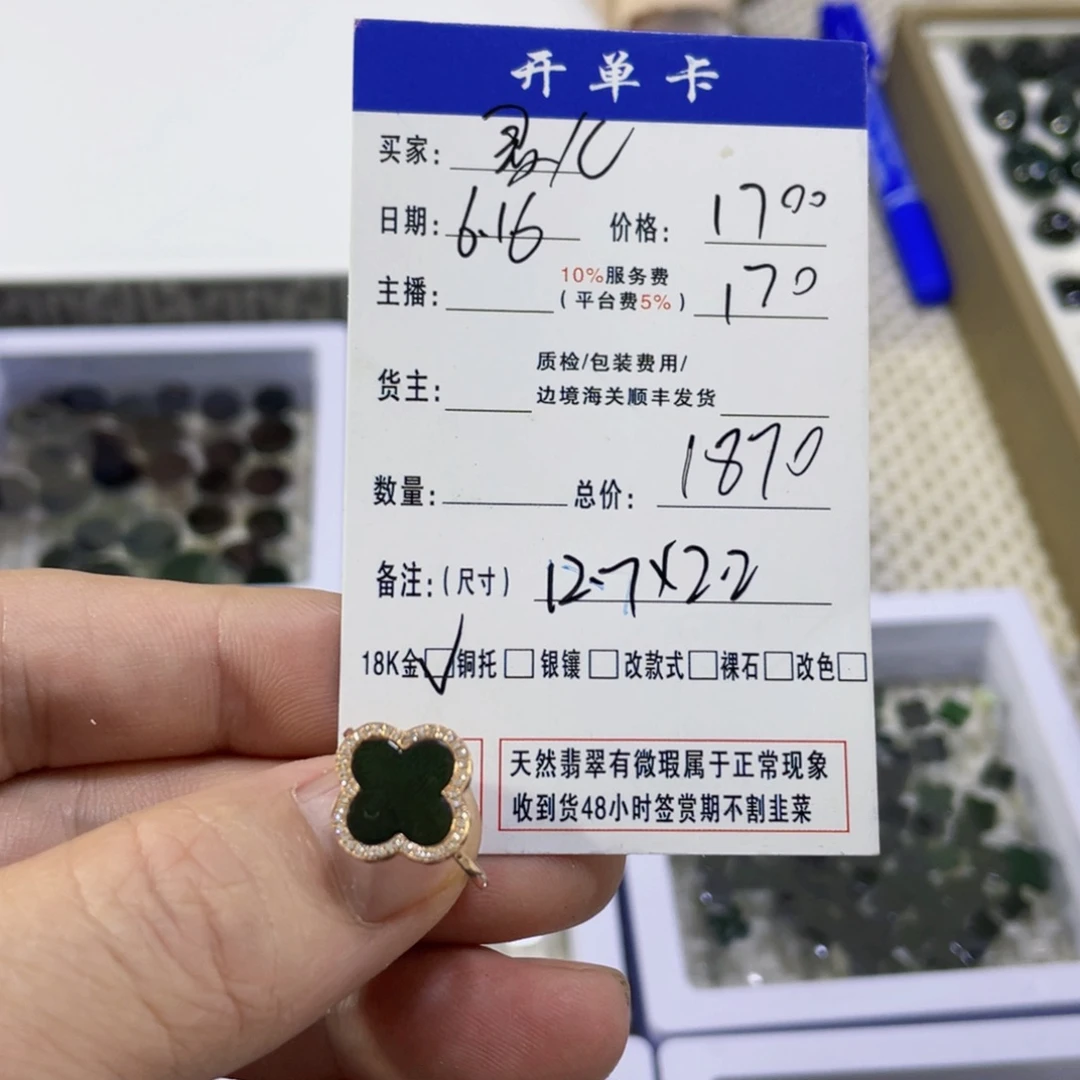 开单卡
买家:
日期: 6.16 价格: 1700
主播: 10%服务费(平台费5%) 170
货主: 质检/包装费用/边境海关顺丰发货
数量: 总价: 1870
备注:(尺寸) 12.7X2.2
18K金☑铜托□银镶□改款式□裸石□改色□
天然翡翠有微瑕属于正常现象
收到货48小时签赏期不割韭菜